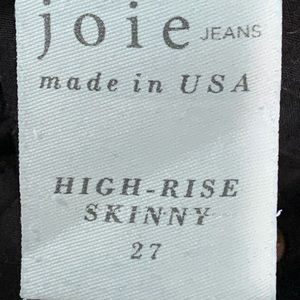 joie JEANS
made in USA
HIGH-RISE
SKINNY
27